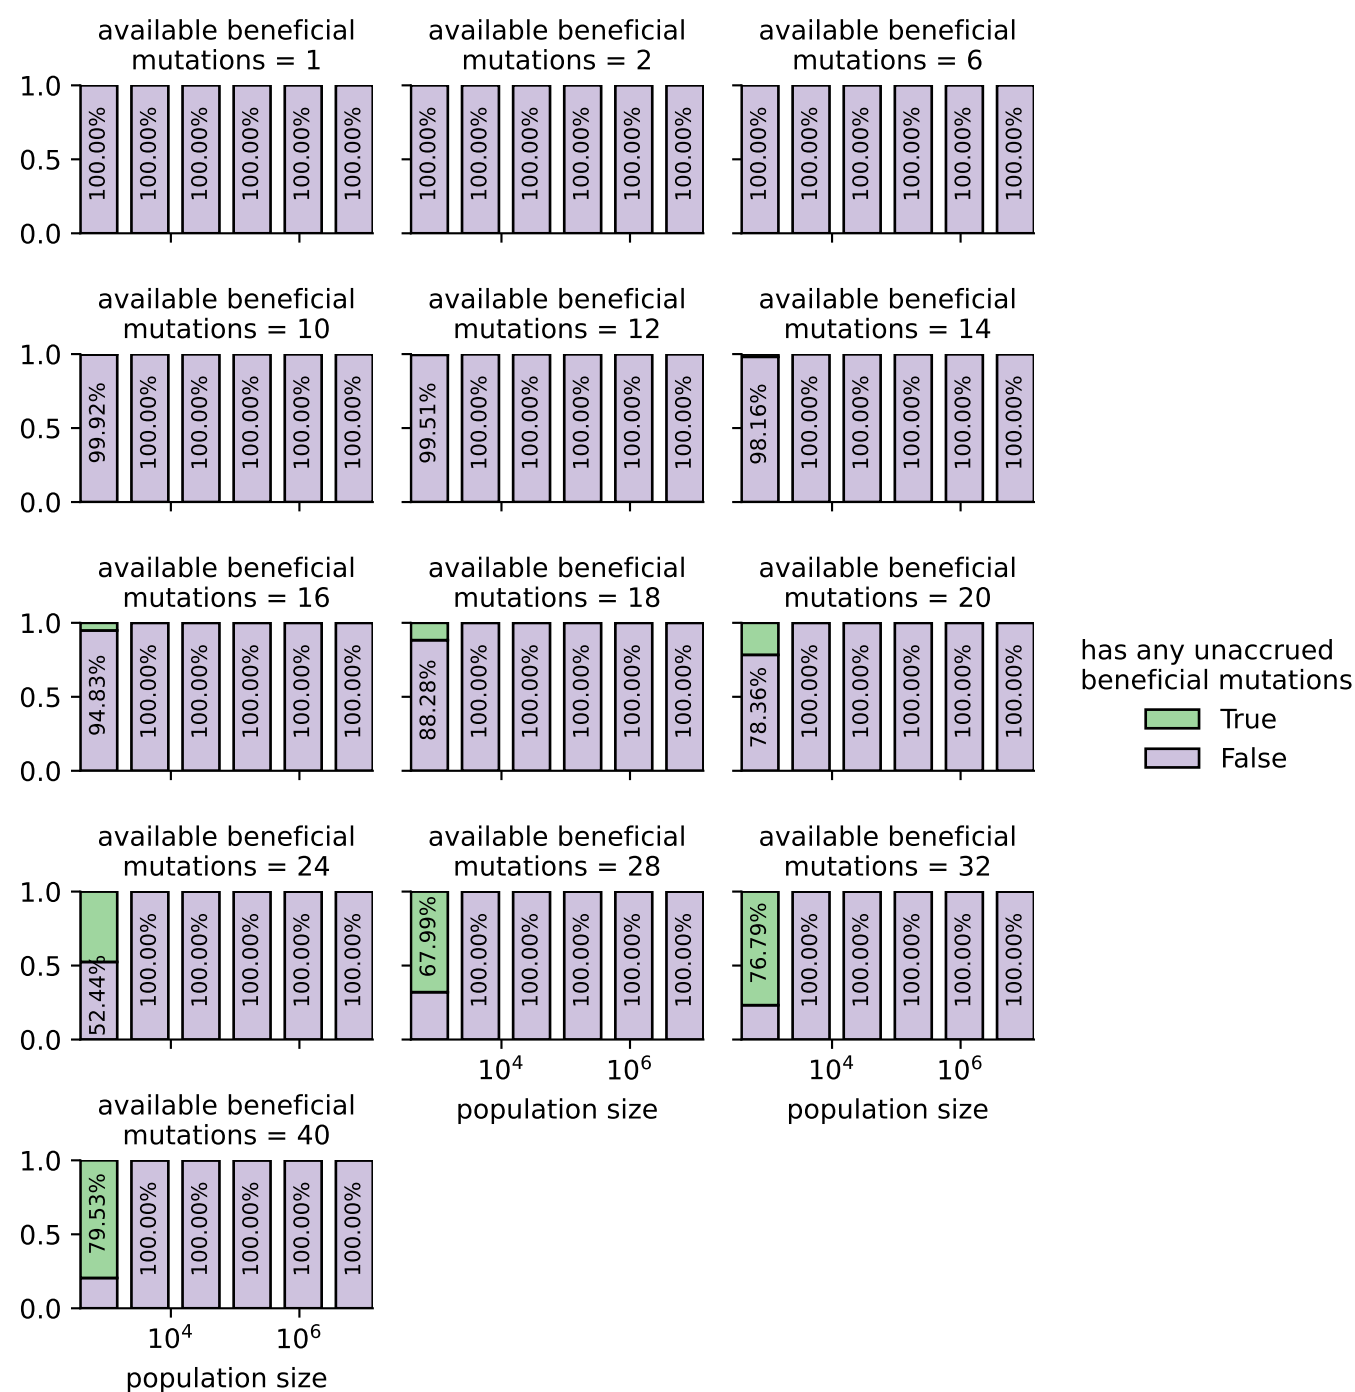 available beneficial
mutations = 1
available beneficial
mutations = 2
available beneficial
mutations = 6
1.0
0.5
0.0
100.00% 100.00% 100.00% 100.00% 100.00% 100.00%
100.00% 100.00% 100.00% 100.00% 100.00% 100.00%
100.00% 100.00% 100.00% 100.00% 100.00% 100.00%
available beneficial
mutations = 10
available beneficial
mutations = 12
available beneficial
mutations = 14
1.0
0.5
0.0
99.92% 100.00% 100.00% 100.00% 100.00% 100.00%
99.51% 100.00% 100.00% 100.00% 100.00% 100.00%
98.16% 100.00% 100.00% 100.00% 100.00% 100.00%
available beneficial
mutations = 16
available beneficial
mutations = 18
available beneficial
mutations = 20
1.0
0.5
0.0
94.83% 100.00% 100.00% 100.00% 100.00% 100.00%
88.28% 100.00% 100.00% 100.00% 100.00% 100.00%
78.36% 100.00% 100.00% 100.00% 100.00% 100.00%
has any unaccrued
beneficial mutations
True
False
available beneficial
mutations = 24
available beneficial
mutations = 28
available beneficial
mutations = 32
1.0
0.5
0.0
52.44% 100.00% 100.00% 100.00% 100.00% 100.00%
67.99% 100.00% 100.00% 100.00% 100.00% 100.00%
76.79% 100.00% 100.00% 100.00% 100.00% 100.00%
10⁴ 10⁶
population size
10⁴ 10⁶
population size
available beneficial
mutations = 40
1.0
0.5
0.0
79.53% 100.00% 100.00% 100.00% 100.00% 100.00%
10⁴ 10⁶
population size